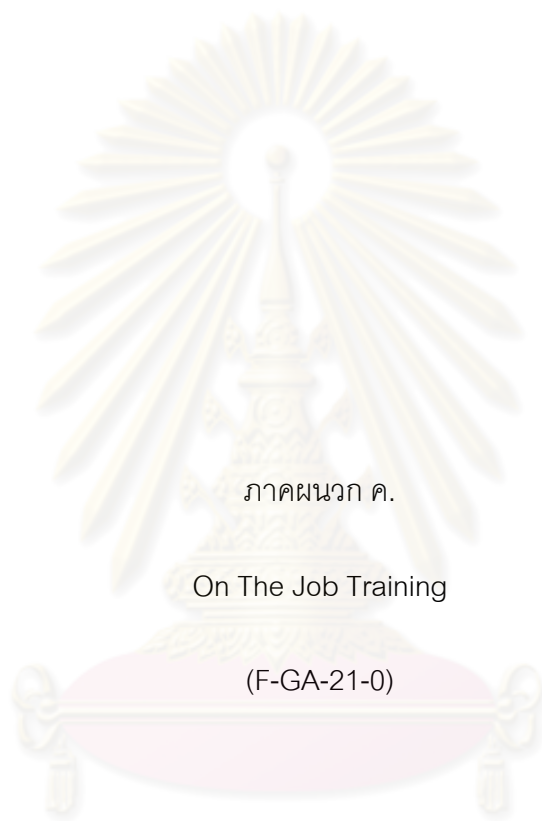 ภาคผนวก ค.
On The Job Training
(F-GA-21-0)